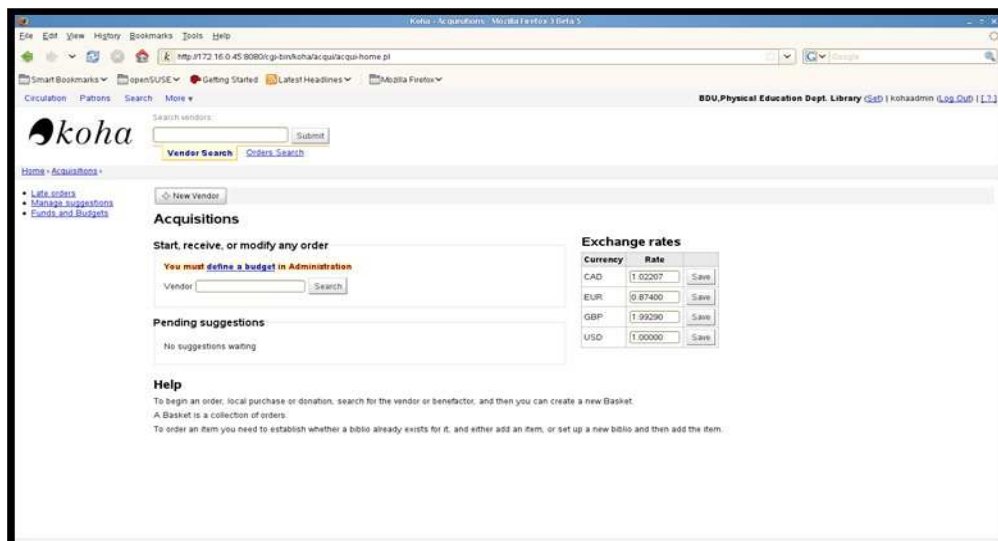 Koha - Acquisitions - Mozilla Firefox 3 Beta 5
File Edit View History Bookmarks Tools Help
http://172.16.0.45:8080/cgi-bin/koha/acqui/acqui-home.pl
Google
Smart Bookmarks openSUSE Getting Started Latest Headlines Mozilla Firefox
Circulation Patrons Search More
BDU,Physical Education Dept. Library (Set) | kohaadmin (Log Out) | [ ? ]
koha
Search vendors:
Submit
Vendor Search Orders Search
Home › Acquisitions ›
• Late orders
• Manage suggestions
• Funds and Budgets
New Vendor
Acquisitions
Start, receive, or modify any order
You must define a budget in Administration
Vendor Search
Pending suggestions
No suggestions waiting
Exchange rates
Currency Rate
CAD 1.02207 Save
EUR 0.87400 Save
GBP 1.99290 Save
USD 1.00000 Save
Help
To begin an order, local purchase or donation, search for the vendor or benefactor, and then you can create a new Basket.
A Basket is a collection of orders.
To order an item you need to establish whether a biblio already exists for it, and either add an item, or set up a new biblio and then add the item.